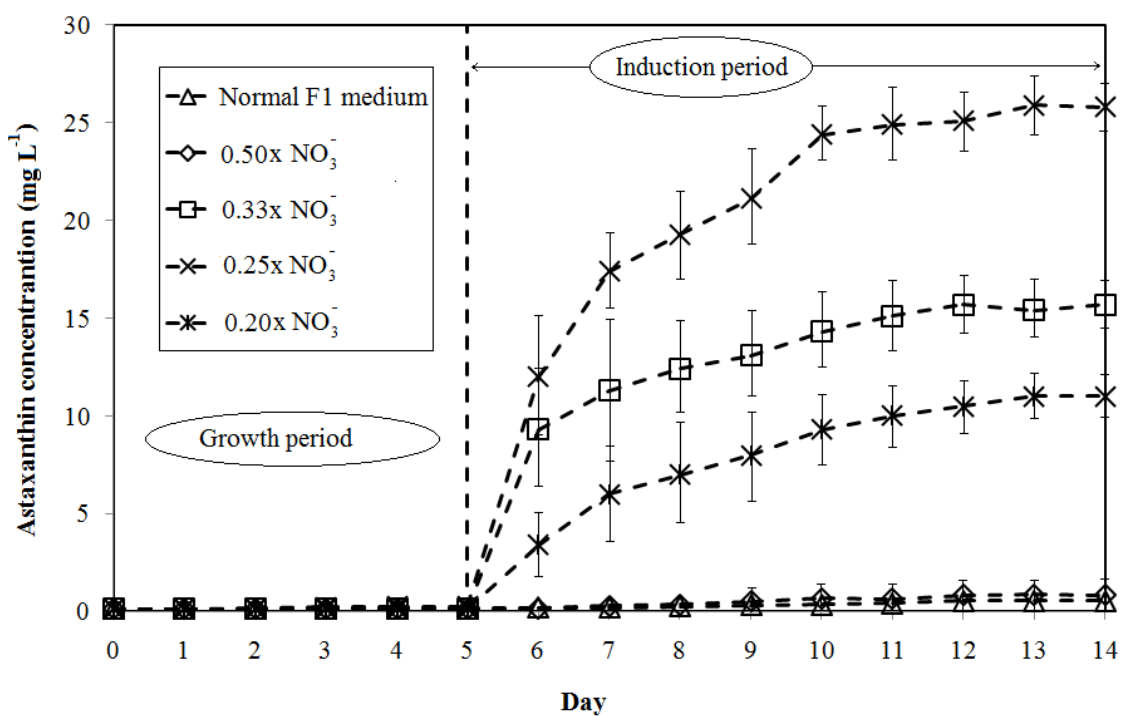 Astaxanthin concentrantion (mg L⁻¹)
30
25
20
15
10
5
0
Induction period
Normal F1 medium
0.50x NO₃⁻
0.33x NO₃⁻
0.25x NO₃⁻
0.20x NO₃⁻
Growth period
0 1 2 3 4 5 6 7 8 9 10 11 12 13 14
Day